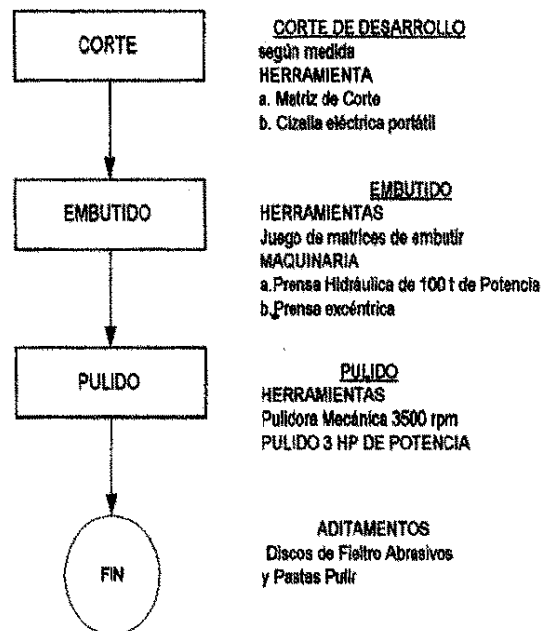 CORTE
CORTE DE DESARROLLO
según medida
HERRAMIENTA
a. Matriz de Corte
b. Cizalla eléctrica portátil
EMBUTIDO
EMBUTIDO
HERRAMIENTAS
Juego de matrices de embutir
MAQUINARIA
a.Prensa Hidráulica de 100 t de Potencia
b.Prensa excéntrica
PULIDO
PULIDO
HERRAMIENTAS
Pulidora Mecánica 3500 rpm
PULIDO 3 HP DE POTENCIA
FIN
ADITAMENTOS
Discos de Fieltro Abrasivos
y Pastas Pulir